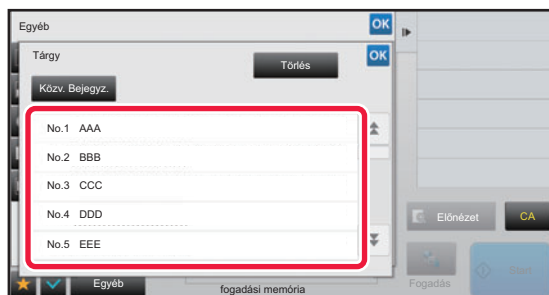 Egyéb
OK
Tárgy
Törlés
OK
Közv. Bejegyz.
No.1 AAA
No.2 BBB
No.3 CCC
No.4 DDD
No.5 EEE
Előnézet
CA
Egyéb
fogadási memória
Fogadás
Start